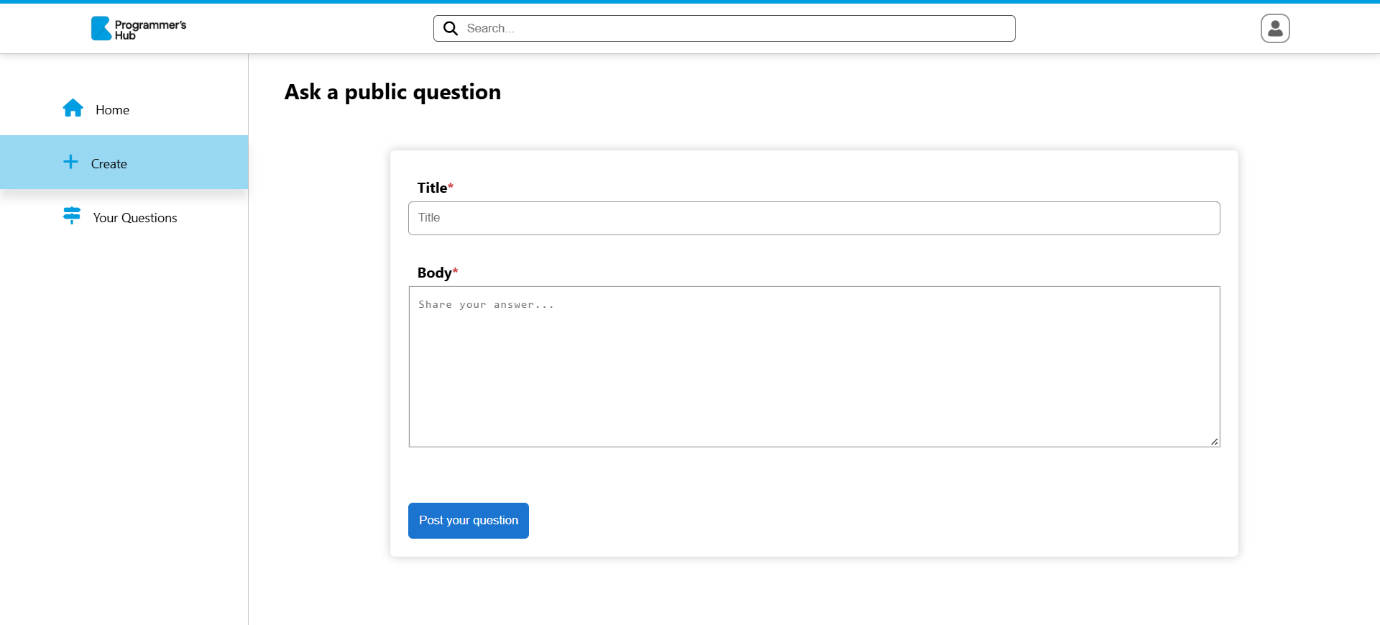 Programmer's
Hub
Search...
Home
Create
Your Questions
Ask a public question
Title*
Title
Body*
Share your answer...
Post your question